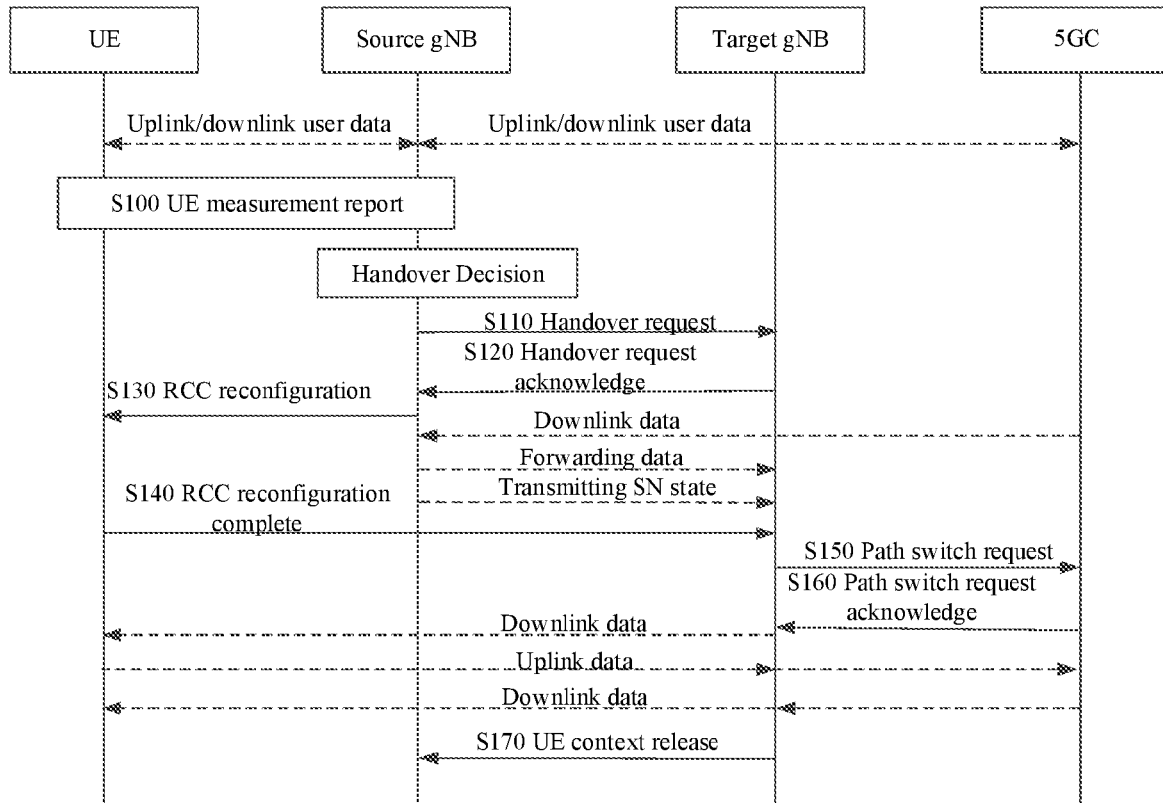 UE
Source gNB
Target gNB
5GC
Uplink/downlink user data
Uplink/downlink user data
S100 UE measurement report
Handover Decision
S110 Handover request
S120 Handover request
acknowledge
S130 RCC reconfiguration
Downlink data
Forwarding data
Transmitting SN state
S140 RCC reconfiguration
complete
S150 Path switch request
S160 Path switch request
acknowledge
Downlink data
Uplink data
Downlink data
S170 UE context release